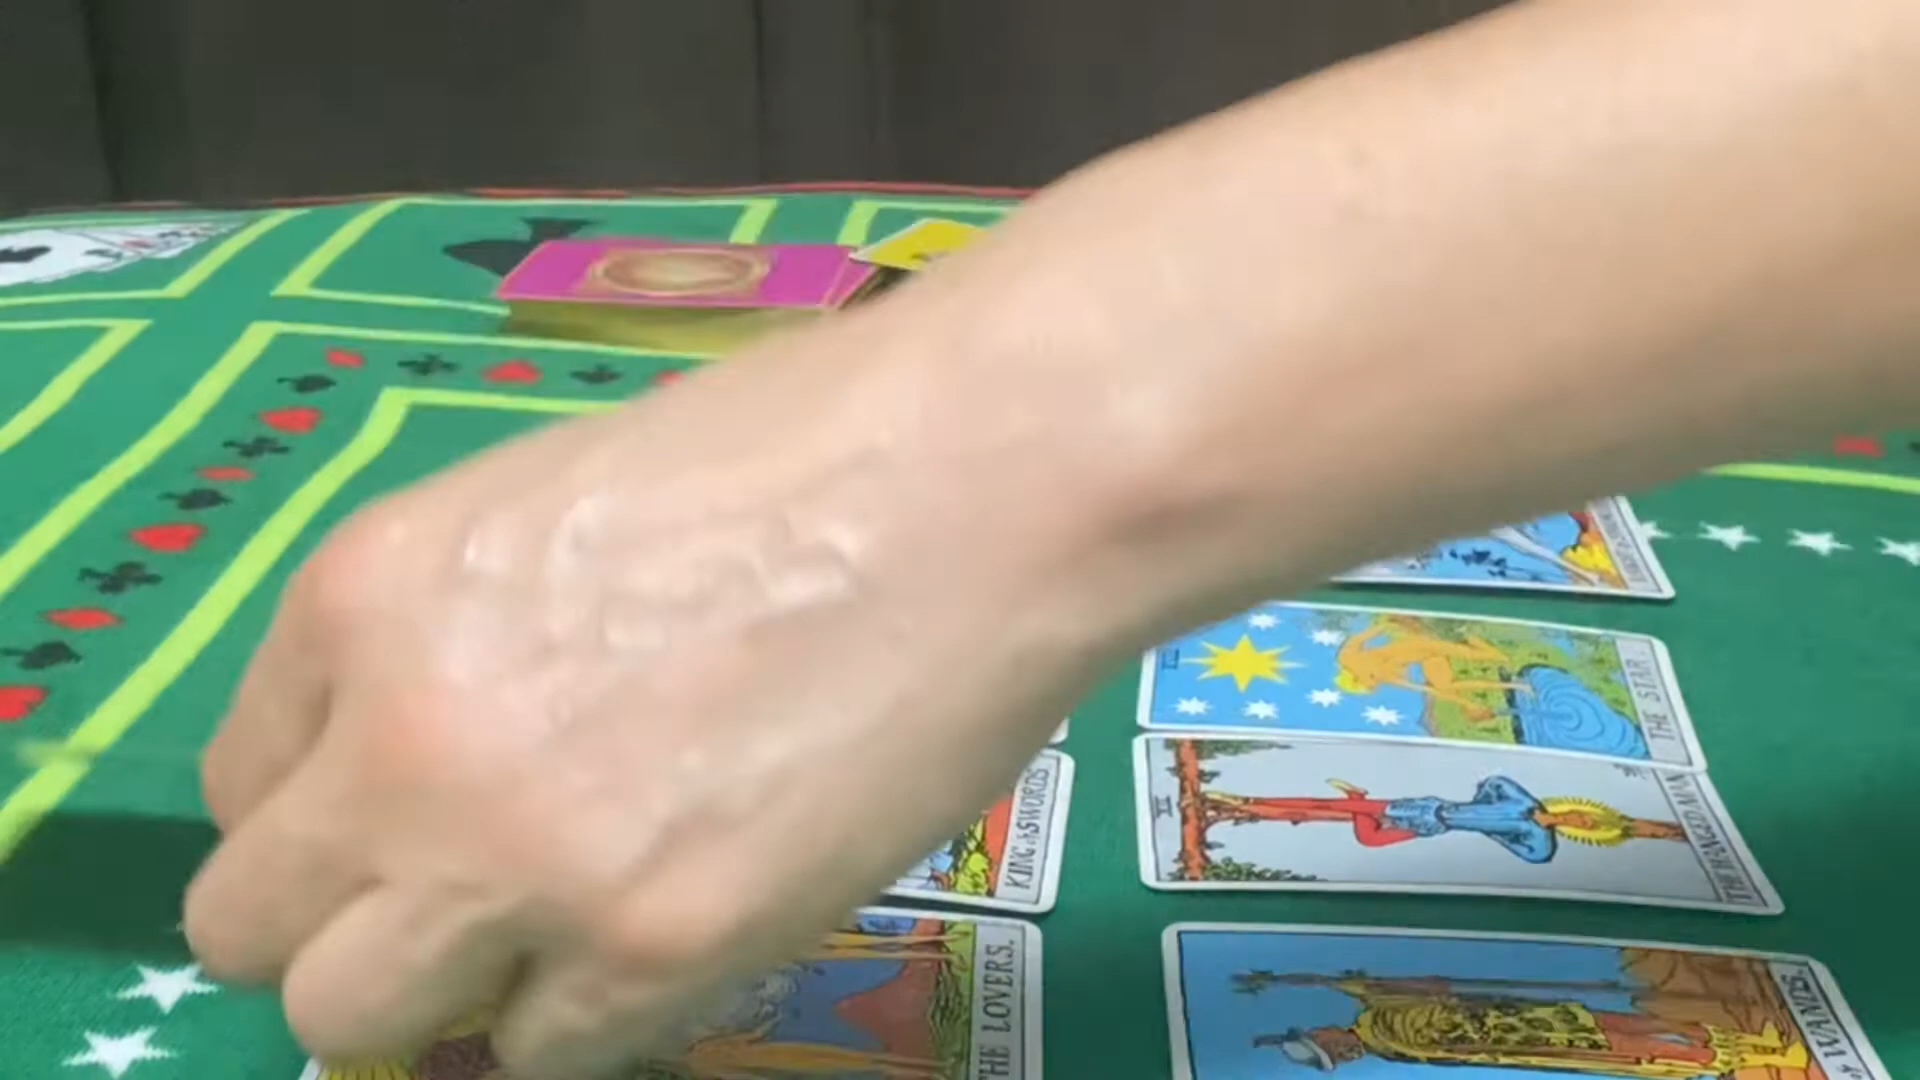 THE STAR.
THE HANGED MAN
KING of SWORDS
THE LOVERS.
of WANDS.